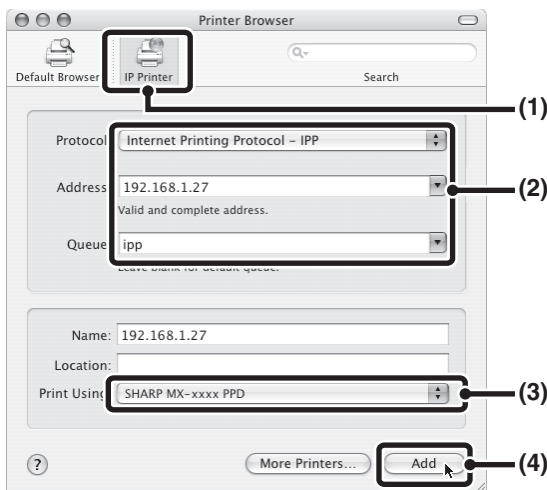 Printer Browser
Q-
Search
Default Browser
IP Printer
(1)
Protocol Internet Printing Protocol – IPP
Address 192.168.1.27
(2)
Valid and complete address.
Queue ipp
Leave blank for default queue.
Name: 192.168.1.27
Location:
Print Using SHARP MX-xxxx PPD
(3)
?
More Printers...
Add
(4)